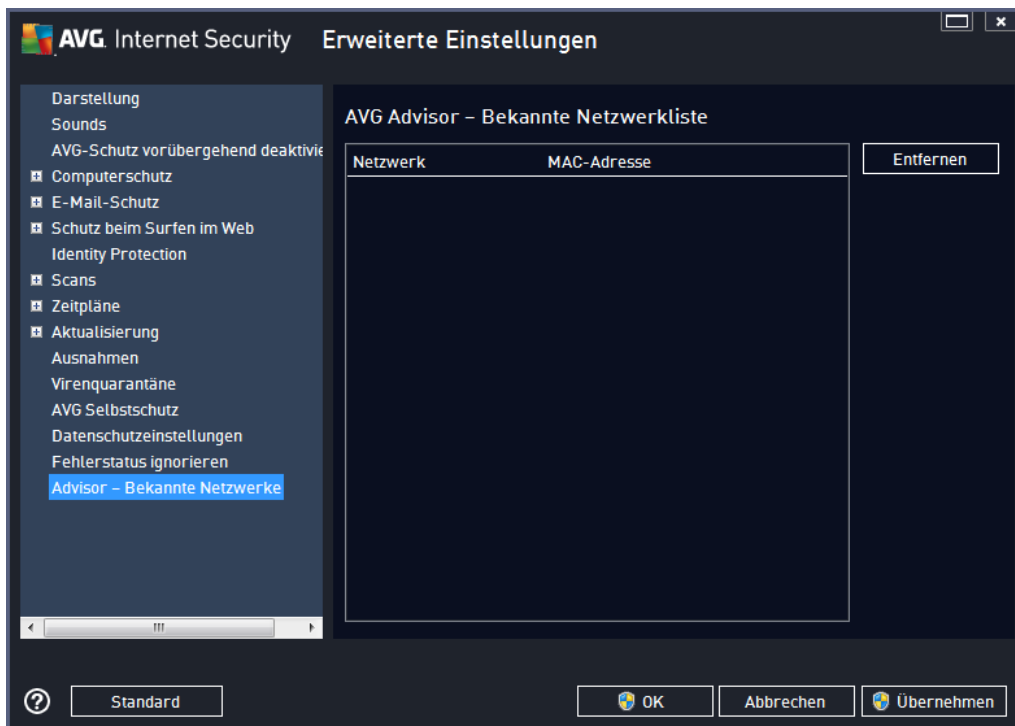 AVG. Internet Security Erweiterte Einstellungen
Darstellung
Sounds
AVG-Schutz vorübergehend deaktivie
Computerschutz
E-Mail-Schutz
Schutz beim Surfen im Web
Identity Protection
Scans
Zeitpläne
Aktualisierung
Ausnahmen
Virenquarantäne
AVG Selbstschutz
Datenschutzeinstellungen
Fehlerstatus ignorieren
Advisor – Bekannte Netzwerke
AVG Advisor – Bekannte Netzwerkliste
Netzwerk MAC-Adresse
Entfernen
? Standard OK Abbrechen Übernehmen